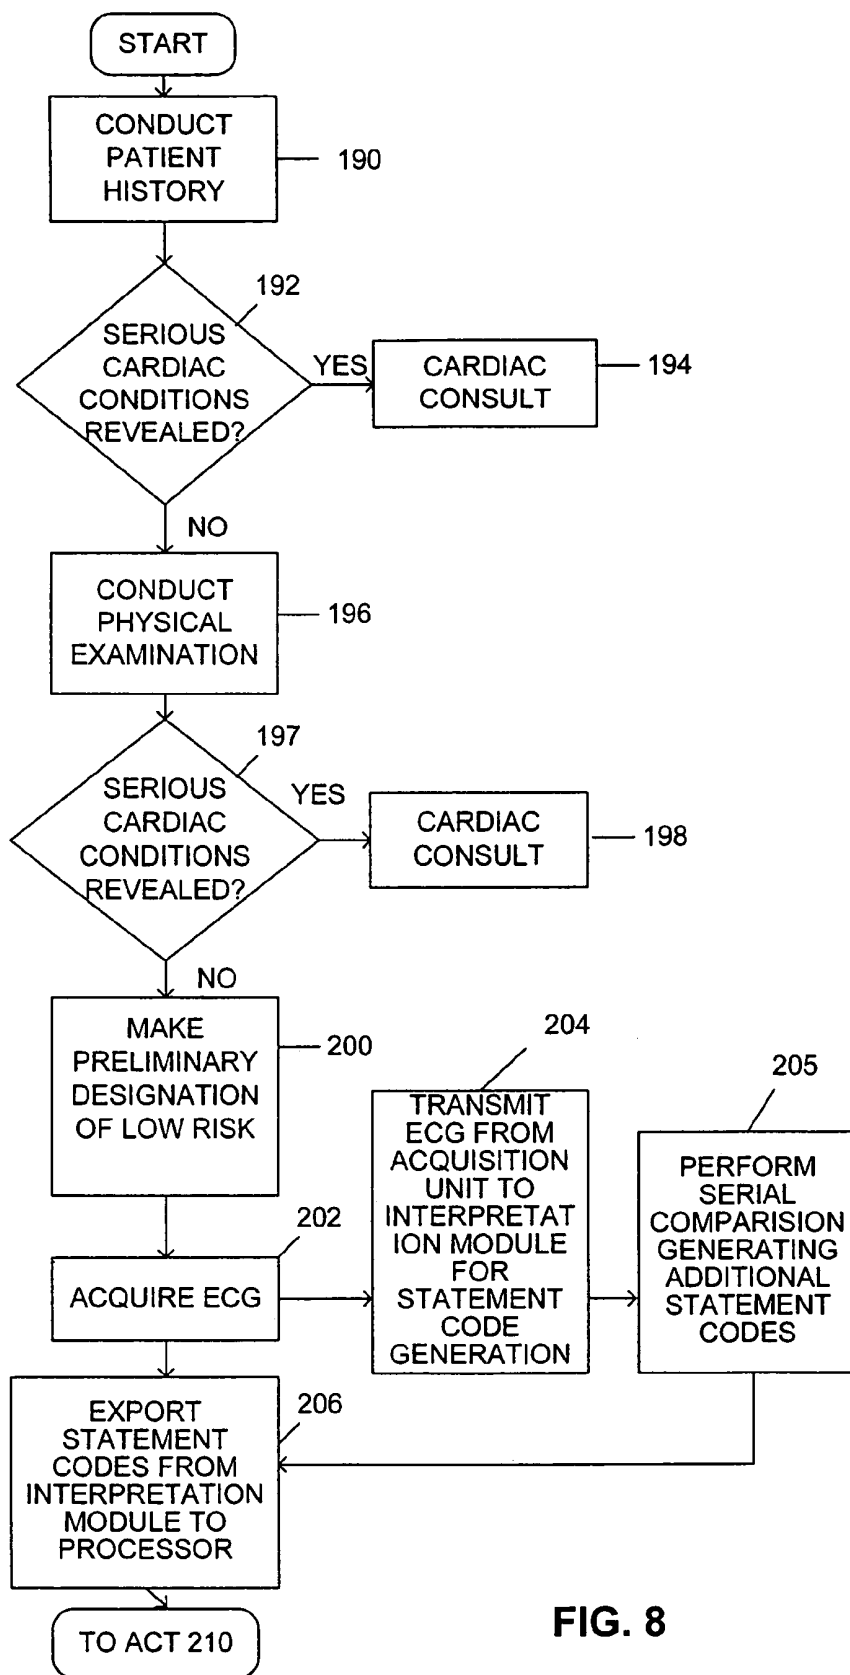 START
CONDUCT
PATIENT
HISTORY
190
192
SERIOUS
CARDIAC
CONDITIONS
REVEALED?
YES
CARDIAC
CONSULT
194
NO
CONDUCT
PHYSICAL
EXAMINATION
196
197
SERIOUS
CARDIAC
CONDITIONS
REVEALED?
YES
CARDIAC
CONSULT
198
NO
MAKE
PRELIMINARY
DESIGNATION
OF LOW RISK
200
202
ACQUIRE ECG
204
TRANSMIT
ECG FROM
ACQUISITION
UNIT TO
INTERPRETAT
ION MODULE
FOR
STATEMENT
CODE
GENERATION
205
PERFORM
SERIAL
COMPARISION
GENERATING
ADDITIONAL
STATEMENT
CODES
206
EXPORT
STATEMENT
CODES FROM
INTERPRETATION
MODULE TO
PROCESSOR
TO ACT 210
FIG. 8